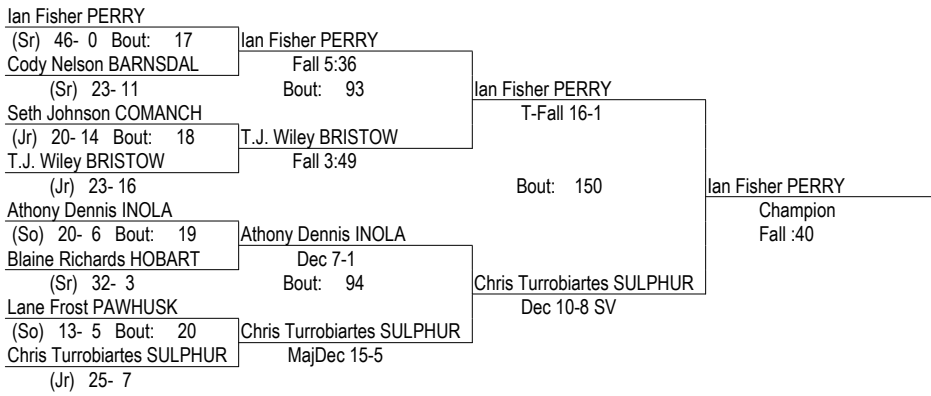 Ian Fisher PERRY
(Sr) 46- 0 Bout: 17 Ian Fisher PERRY
Cody Nelson BARNSDAL Fall 5:36
(Sr) 23- 11 Bout: 93 Ian Fisher PERRY
Seth Johnson COMANCH T-Fall 16-1
(Jr) 20- 14 Bout: 18 T.J. Wiley BRISTOW
T.J. Wiley BRISTOW Fall 3:49
(Jr) 23- 16 Bout: 150 Ian Fisher PERRY
Athony Dennis INOLA Champion
(So) 20- 6 Bout: 19 Athony Dennis INOLA Fall :40
Blaine Richards HOBART Dec 7-1
(Sr) 32- 3 Bout: 94 Chris Turrobiartes SULPHUR
Lane Frost PAWHUSK Dec 10-8 SV
(So) 13- 5 Bout: 20 Chris Turrobiartes SULPHUR
Chris Turrobiartes SULPHUR MajDec 15-5
(Jr) 25- 7